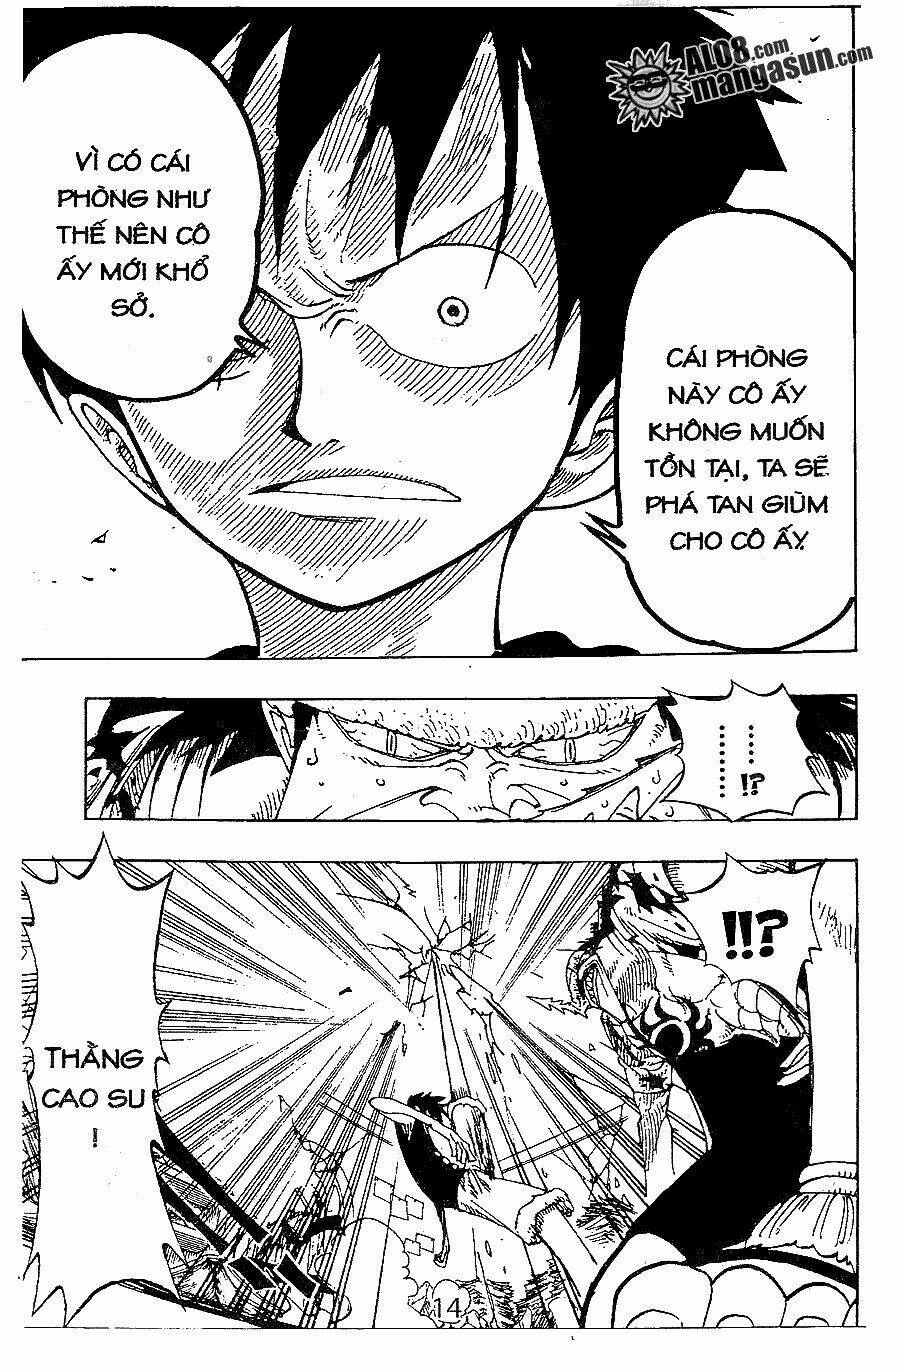 AL08.com
mangasun.com
VÌ CÓ CÁI
PHÒNG NHƯ
THẾ NÊN CÔ
ẤY MỚI KHỔ
SỞ.
CÁI PHÒNG
NÀY CÔ ẤY
KHÔNG MUỐN
TỒN TẠI, TA SẼ
PHÁ TAN GIÙM
CHO CÔ ẤY.
........ !?
!!?
THẰNG
CAO SU
!
14